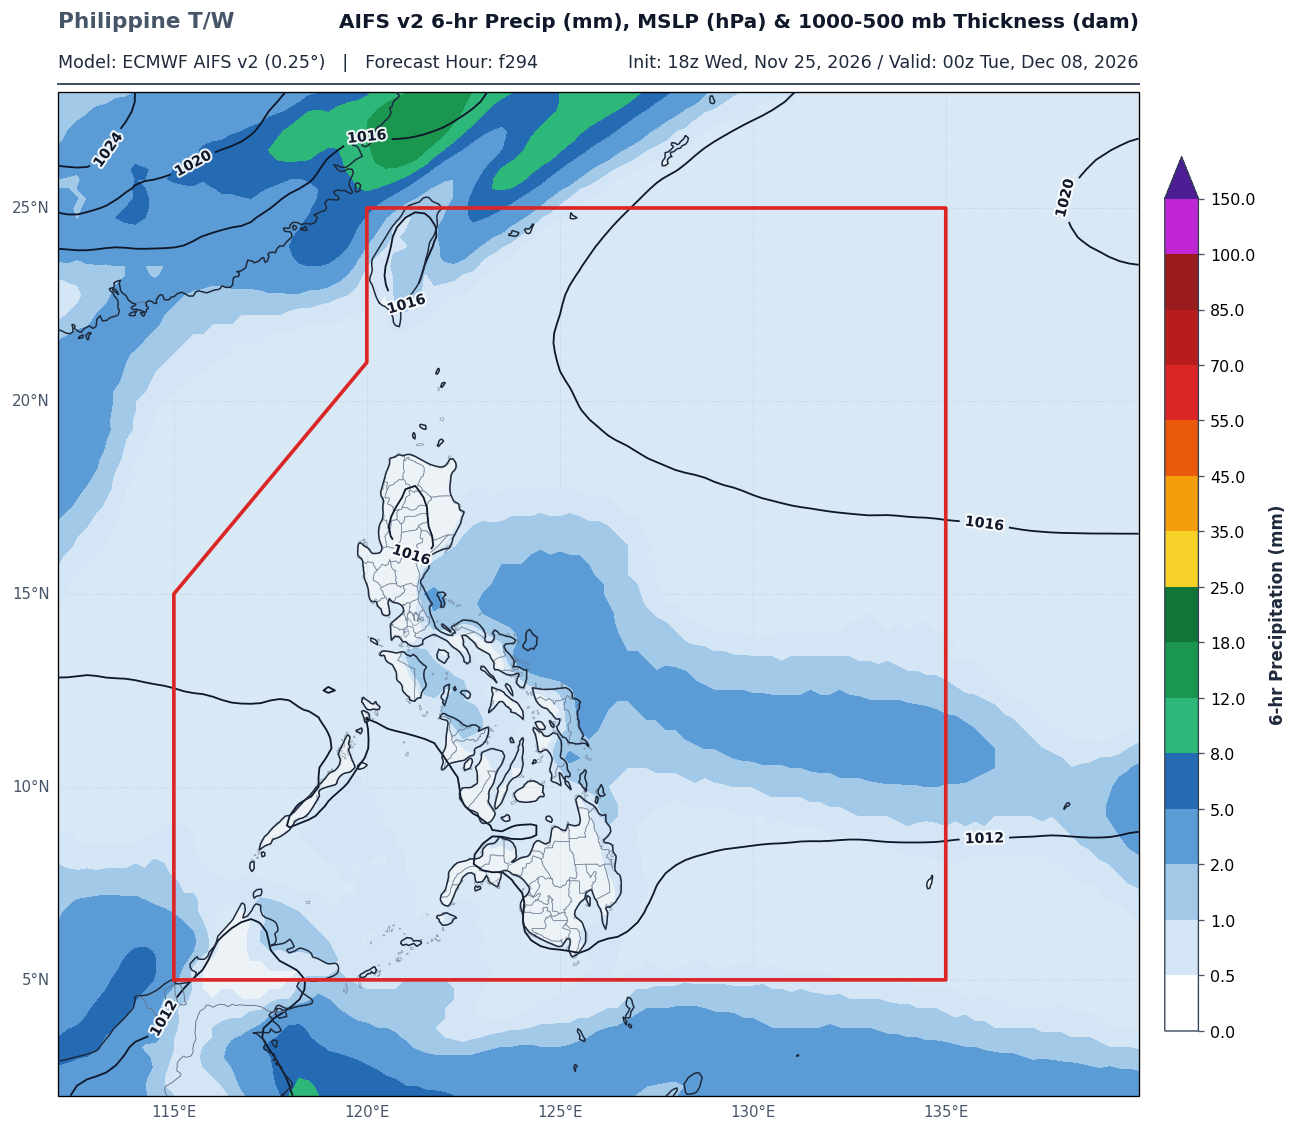 Philippine T/W
AIFS v2 6-hr Precip (mm), MSLP (hPa) & 1000-500 mb Thickness (dam)
Model: ECMWF AIFS v2 (0.25°)   |   Forecast Hour: f294
Init: 18z Wed, Nov 25, 2026 / Valid: 00z Tue, Dec 08, 2026
1024
1020
1016
1020
1016
1016
1016
1012
1012
25°N
20°N
15°N
10°N
5°N
115°E
120°E
125°E
130°E
135°E
150.0
100.0
85.0
70.0
55.0
45.0
35.0
25.0
18.0
12.0
8.0
5.0
2.0
1.0
0.5
0.0
6-hr Precipitation (mm)